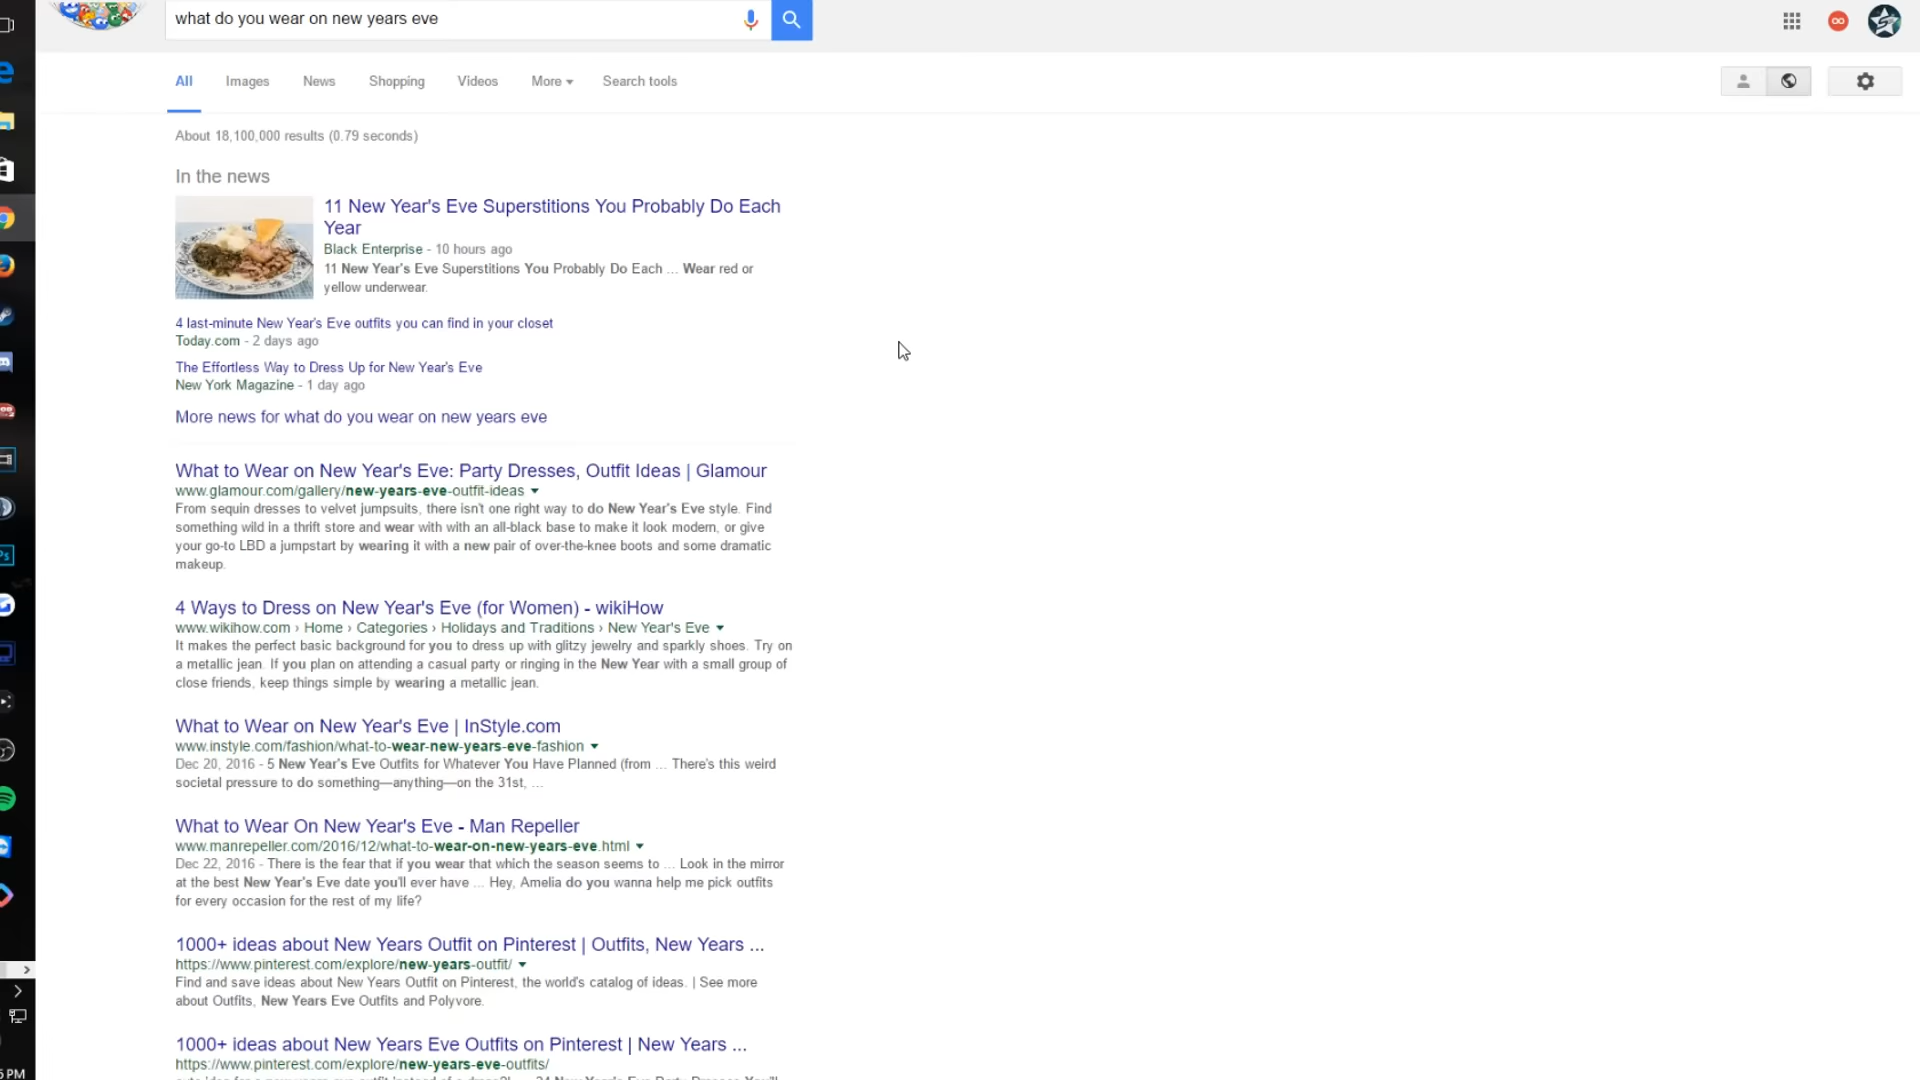 what do you wear on new years eve
All Images News Shopping Videos More Search tools
About 18,100,000 results (0.79 seconds)
In the news
11 New Year's Eve Superstitions You Probably Do Each
Year
Black Enterprise - 10 hours ago
11 New Year's Eve Superstitions You Probably Do Each ... Wear red or
yellow underwear.
4 last-minute New Year's Eve outfits you can find in your closet
Today.com - 2 days ago
The Effortless Way to Dress Up for New Year's Eve
New York Magazine - 1 day ago
More news for what do you wear on new years eve
What to Wear on New Year's Eve: Party Dresses, Outfit Ideas | Glamour
www.glamour.com/gallery/new-years-eve-outfit-ideas
From sequin dresses to velvet jumpsuits, there isn't one right way to do New Year's Eve style. Find
something wild in a thrift store and wear with with an all-black base to make it look modern, or give
your go-to LBD a jumpstart by wearing it with a new pair of over-the-knee boots and some dramatic
makeup.
4 Ways to Dress on New Year's Eve (for Women) - wikiHow
www.wikihow.com › Home › Categories › Holidays and Traditions › New Year's Eve
It makes the perfect basic background for you to dress up with glitzy jewelry and sparkly shoes. Try on
a metallic jean. If you plan on attending a casual party or ringing in the New Year with a small group of
close friends, keep things simple by wearing a metallic jean.
What to Wear on New Year's Eve | InStyle.com
www.instyle.com/fashion/what-to-wear-new-years-eve-fashion
Dec 20, 2016 - 5 New Year's Eve Outfits for Whatever You Have Planned (from ... There's this weird
societal pressure to do something—anything—on the 31st, ...
What to Wear On New Year's Eve - Man Repeller
www.manrepeller.com/2016/12/what-to-wear-on-new-years-eve.html
Dec 22, 2016 - There is the fear that if you wear that which the season seems to ... Look in the mirror
at the best New Year's Eve date you'll ever have ... Hey, Amelia do you wanna help me pick outfits
for every occasion for the rest of my life?
1000+ ideas about New Years Outfit on Pinterest | Outfits, New Years ...
https://www.pinterest.com/explore/new-years-outfit/
Find and save ideas about New Years Outfit on Pinterest, the world's catalog of ideas. | See more
about Outfits, New Years Eve Outfits and Polyvore.
1000+ ideas about New Years Eve Outfits on Pinterest | New Years ...
https://www.pinterest.com/explore/new-years-eve-outfits/
PM